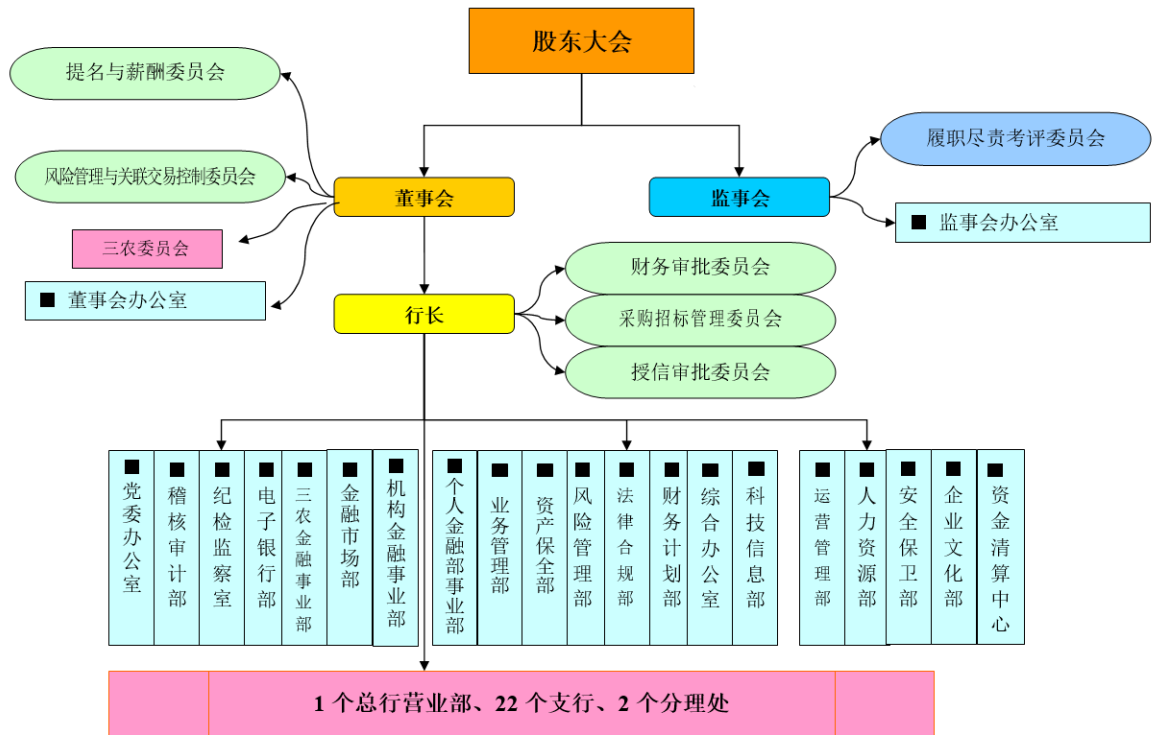 股东大会
提名与薪酬委员会
履职尽责考评委员会
风险管理与关联交易控制委员会
董事会
监事会
■ 监事会办公室
三农委员会
财务审批委员会
■ 董事会办公室
行长
采购招标管理委员会
授信审批委员会
■党委办公室
■稽核审计部
■纪检监察室
■电子银行部
■三农金融事业部
■金融市场部
■机构金融事业部
■个人金融部事业部
■业务管理部
■资产保全部
■风险管理部
■法律合规部
■财务计划部
■综合办公室
■科技信息部
■运营管理部
■人力资源部
■安全保卫部
■企业文化部
■资金清算中心
1 个总行营业部、22 个支行、2 个分理处